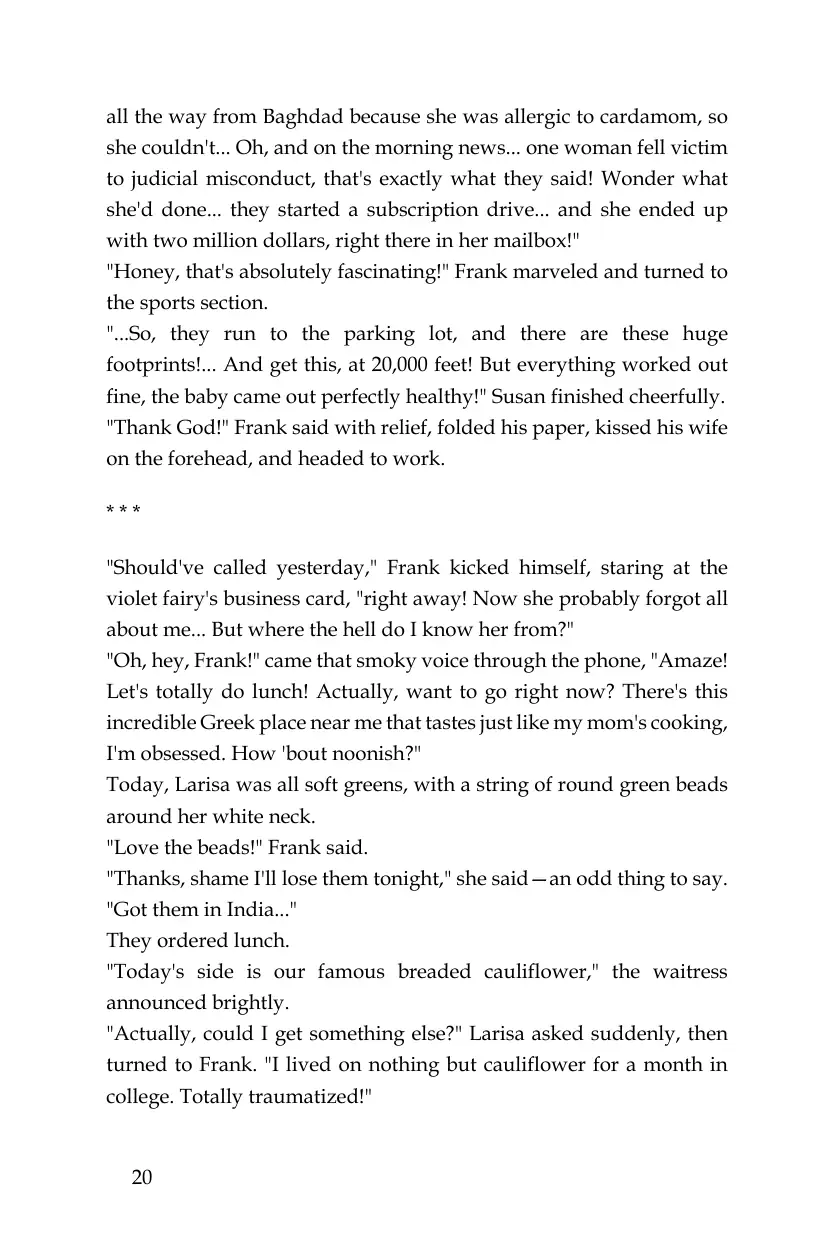 all the way from Baghdad because she was allergic to cardamom, so
she couldn't... Oh, and on the morning news... one woman fell victim
to judicial misconduct, that's exactly what they said! Wonder what
she'd done... they started a subscription drive... and she ended up
with two million dollars, right there in her mailbox!"
"Honey, that's absolutely fascinating!" Frank marveled and turned to
the sports section.
"...So, they run to the parking lot, and there are these huge
footprints!... And get this, at 20,000 feet! But everything worked out
fine, the baby came out perfectly healthy!" Susan finished cheerfully.
"Thank God!" Frank said with relief, folded his paper, kissed his wife
on the forehead, and headed to work.
* * *
"Should've called yesterday," Frank kicked himself, staring at the
violet fairy's business card, "right away! Now she probably forgot all
about me... But where the hell do I know her from?"
"Oh, hey, Frank!" came that smoky voice through the phone, "Amaze!
Let's totally do lunch! Actually, want to go right now? There's this
incredible Greek place near me that tastes just like my mom's cooking,
I'm obsessed. How 'bout noonish?"
Today, Larisa was all soft greens, with a string of round green beads
around her white neck.
"Love the beads!" Frank said.
"Thanks, shame I'll lose them tonight," she said—an odd thing to say.
"Got them in India..."
They ordered lunch.
"Today's side is our famous breaded cauliflower," the waitress
announced brightly.
"Actually, could I get something else?" Larisa asked suddenly, then
turned to Frank. "I lived on nothing but cauliflower for a month in
college. Totally traumatized!"
20